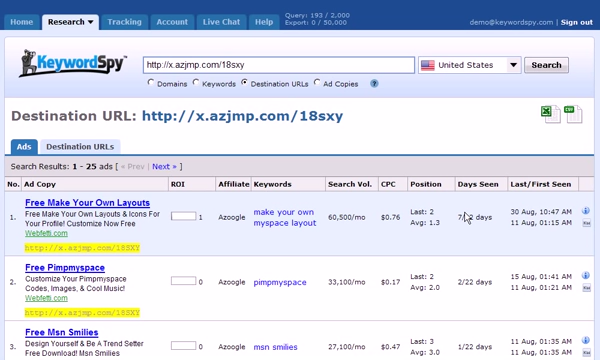 Home Research Tracking Account Live Chat Help
Query: 193 / 2,000
Export: 0 / 50,000
demo@keywordspy.com | Sign out
KeywordSpy
http://x.azjmp.com/18sxy
United States
Search
Domains Keywords Destination URLs Ad Copies ?
Destination URL: http://x.azjmp.com/18sxy
CSV
Ads Destination URLs
Search Results: 1 - 25 ads [ « Prev | Next » ]
No. Ad Copy ROI Affiliate Keywords Search Vol. CPC Position Days Seen Last/First Seen
1. Free Make Your Own Layouts
Free Make Your Own Layouts & Icons For
Your Profile! Customize Now Free
Webfetti.com
http://x.azjmp.com/18SXY
1 Azoogle
make your own
myspace layout
60,500/mo $0.76
Last: 2
Avg: 1.3
days
30 Aug, 10:47 AM
11 Aug, 01:15 AM
2. Free Pimpmyspace
Customize Your Pimpmyspace
Codes, Images, & Cool Music!
Webfetti.com
http://x.azjmp.com/18SXY
0 Azoogle pimpmyspace 33,100/mo $0.17
Last: 2
Avg: 2.0
2/22 days
15 Aug, 01:41 AM
11 Aug, 01:21 AM
3. Free Msn Smilies
Design Yourself & Be A Trend Setter
Free Download! Msn Smilies
0 Azoogle msn smilies 27,100/mo $0.47
Last: 3
Avg: 3.0
1/22 days
11 Aug, 01:35 AM
11 Aug, 01:35 AM